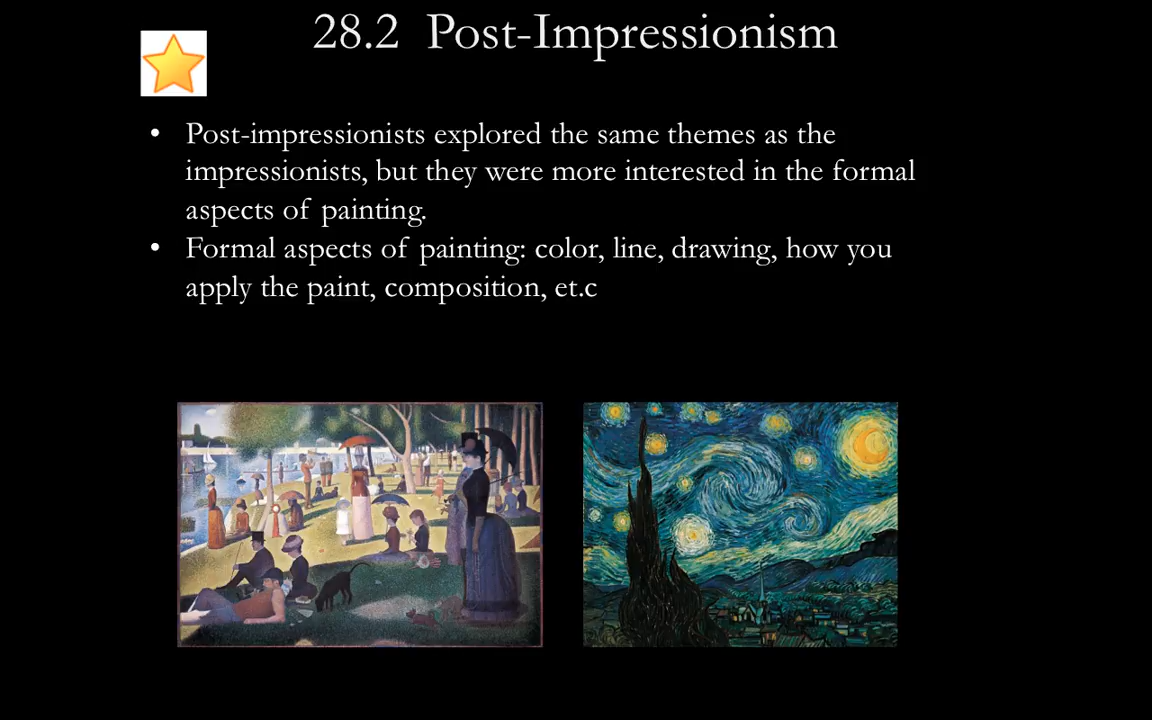 28.2 Post-Impressionism
• Post-impressionists explored the same themes as the
impressionists, but they were more interested in the formal
aspects of painting.
• Formal aspects of painting: color, line, drawing, how you
apply the paint, composition, et.c